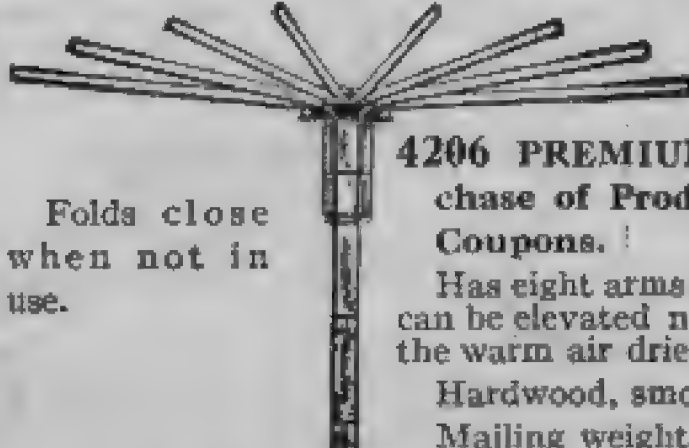 Folds close
when not in
use.
4206 PREMIU
chase of Prod
Coupons.
Has eight arms
can be elevated n
the warm air drie
Hardwood, smo
Mailing weight